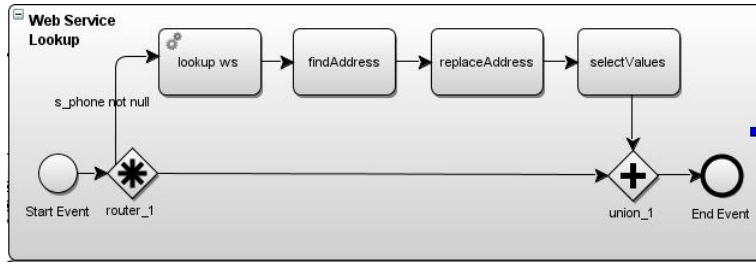 Web Service
Lookup
lookup ws
findAddress
replaceAddress
selectValues
s_phone not null
Start Event
router_1
union_1
End Event